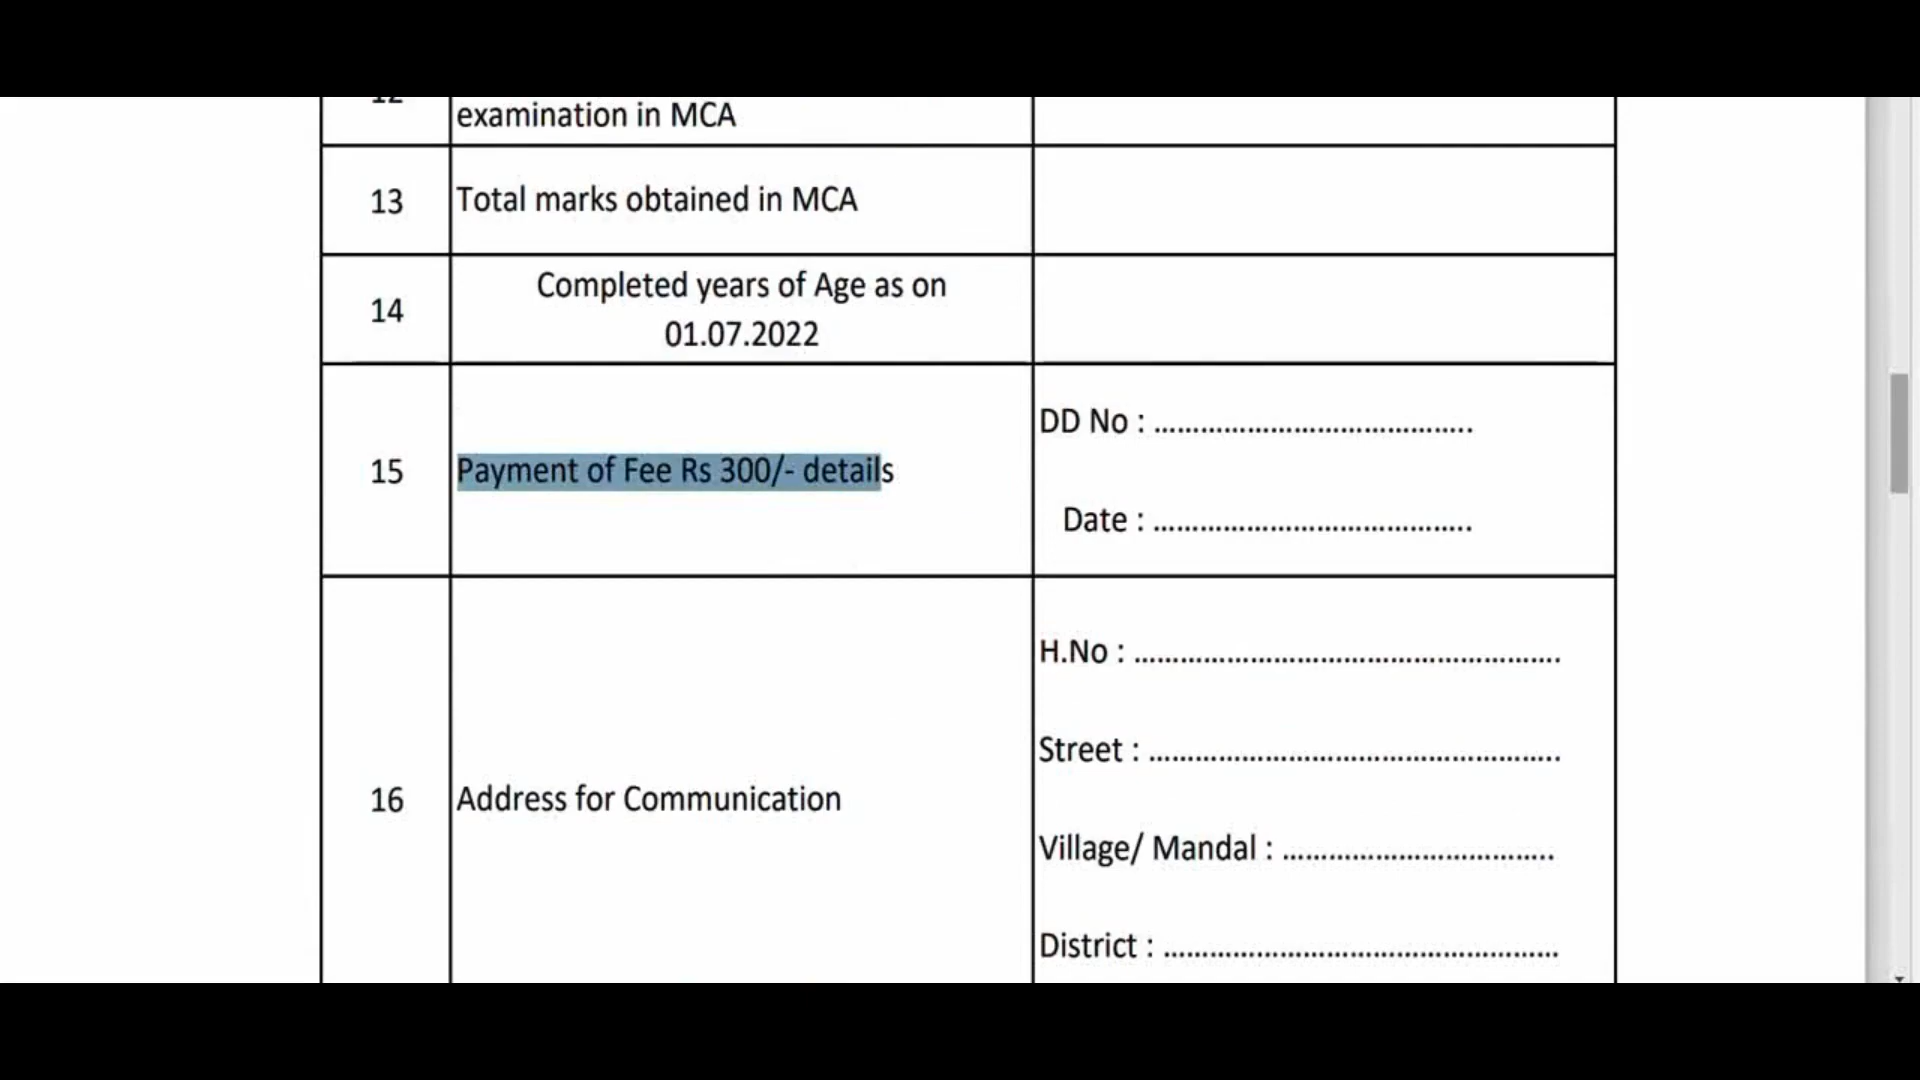 examination in MCA
13
Total marks obtained in MCA
14
Completed years of Age as on
01.07.2022
15
Payment of Fee Rs 300/- details
DD No : ........................................
Date : ........................................
16
Address for Communication
H.No : ......................................................
Street : ....................................................
Village/ Mandal : ..................................
District : ..................................................